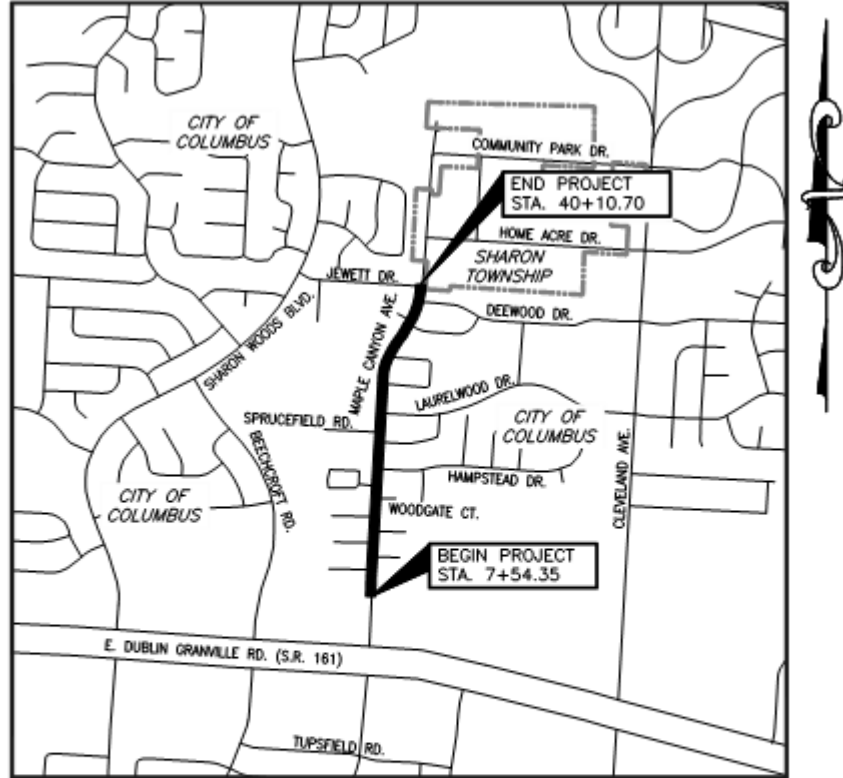 CITY OF
COLUMBUS
COMMUNITY PARK DR.
END PROJECT
STA. 40+10.70
HOME ACRE DR.
SHARON
TOWNSHIP
JEWETT DR.
DEEWOOD DR.
SHARON WOODS BLVD.
MAPLE CANYON AVE.
LAURELWOOD DR.
SPRUCEFIELD RD.
CITY OF
COLUMBUS
BEECHCROFT RD.
CLEVELAND AVE.
HAMPSTEAD DR.
CITY OF
COLUMBUS
WOODGATE CT.
BEGIN PROJECT
STA. 7+54.35
E. DUBLIN GRANVILLE RD. (S.R. 161)
TUPSFIELD RD.